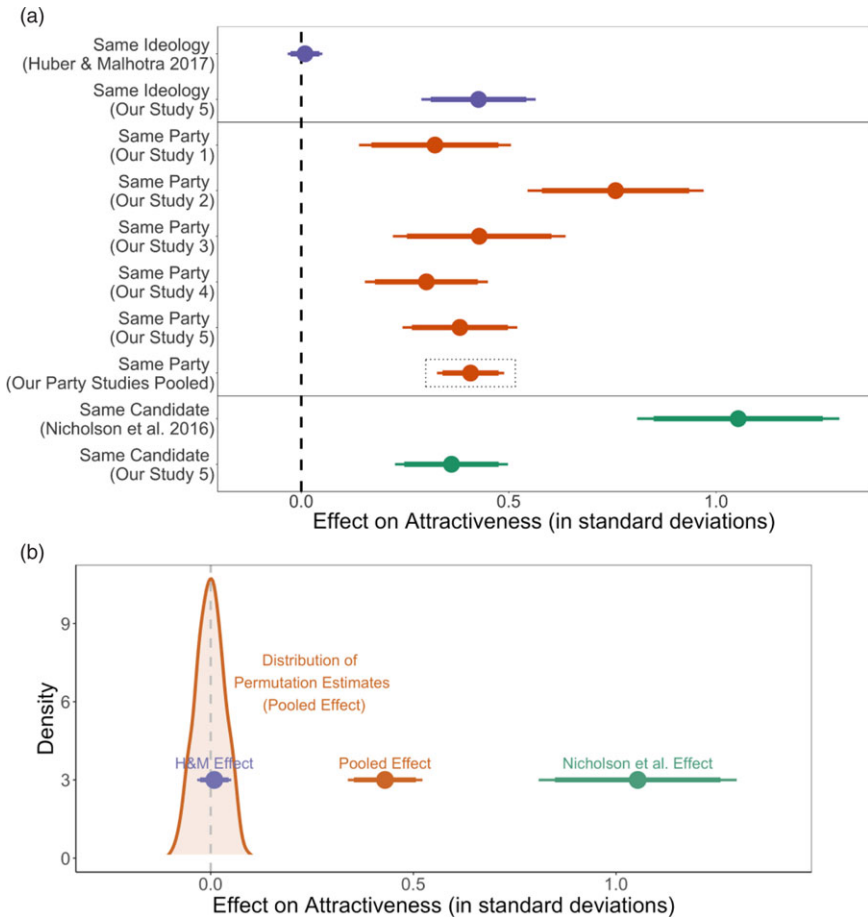 (a)
Same Ideology
(Huber & Malhotra 2017)
Same Ideology
(Our Study 5)
Same Party
(Our Study 1)
Same Party
(Our Study 2)
Same Party
(Our Study 3)
Same Party
(Our Study 4)
Same Party
(Our Study 5)
Same Party
(Our Party Studies Pooled)
Same Candidate
(Nicholson et al. 2016)
Same Candidate
(Our Study 5)
0.0 0.5 1.0
Effect on Attractiveness (in standard deviations)
(b)
9
6
3
0
Density
Distribution of
Permutation Estimates
(Pooled Effect)
H&M Effect Pooled Effect Nicholson et al. Effect
0.0 0.5 1.0
Effect on Attractiveness (in standard deviations)